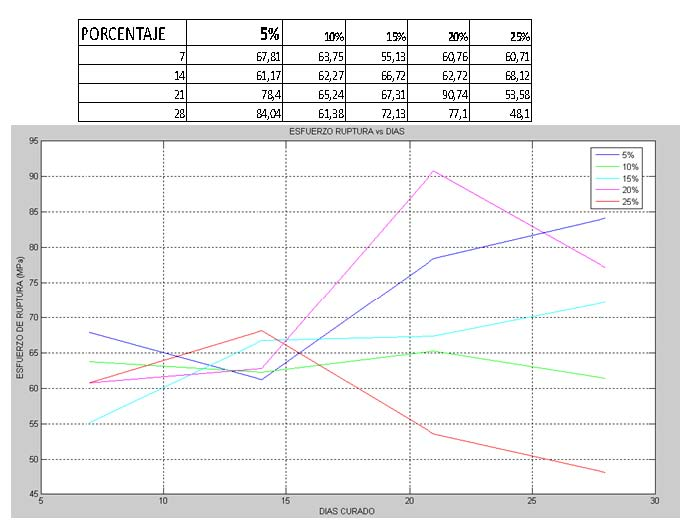 PORCENTAJE 5% 10% 15% 20% 25%
7 67,81 63,75 55,13 60,76 60,71
14 61,17 62,27 66,72 62,72 68,12
21 78,4 65,24 67,31 90,74 53,58
28 84,04 61,38 72,13 77,1 48,1
ESFUERZO RUPTURA vs DIAS
95
90
85
80
75
70
65
60
55
50
45
ESFUERZO DE RUPTURA (MPa)
5%
10%
15%
20%
25%
5 10 15 20 25 30
DIAS CURADO